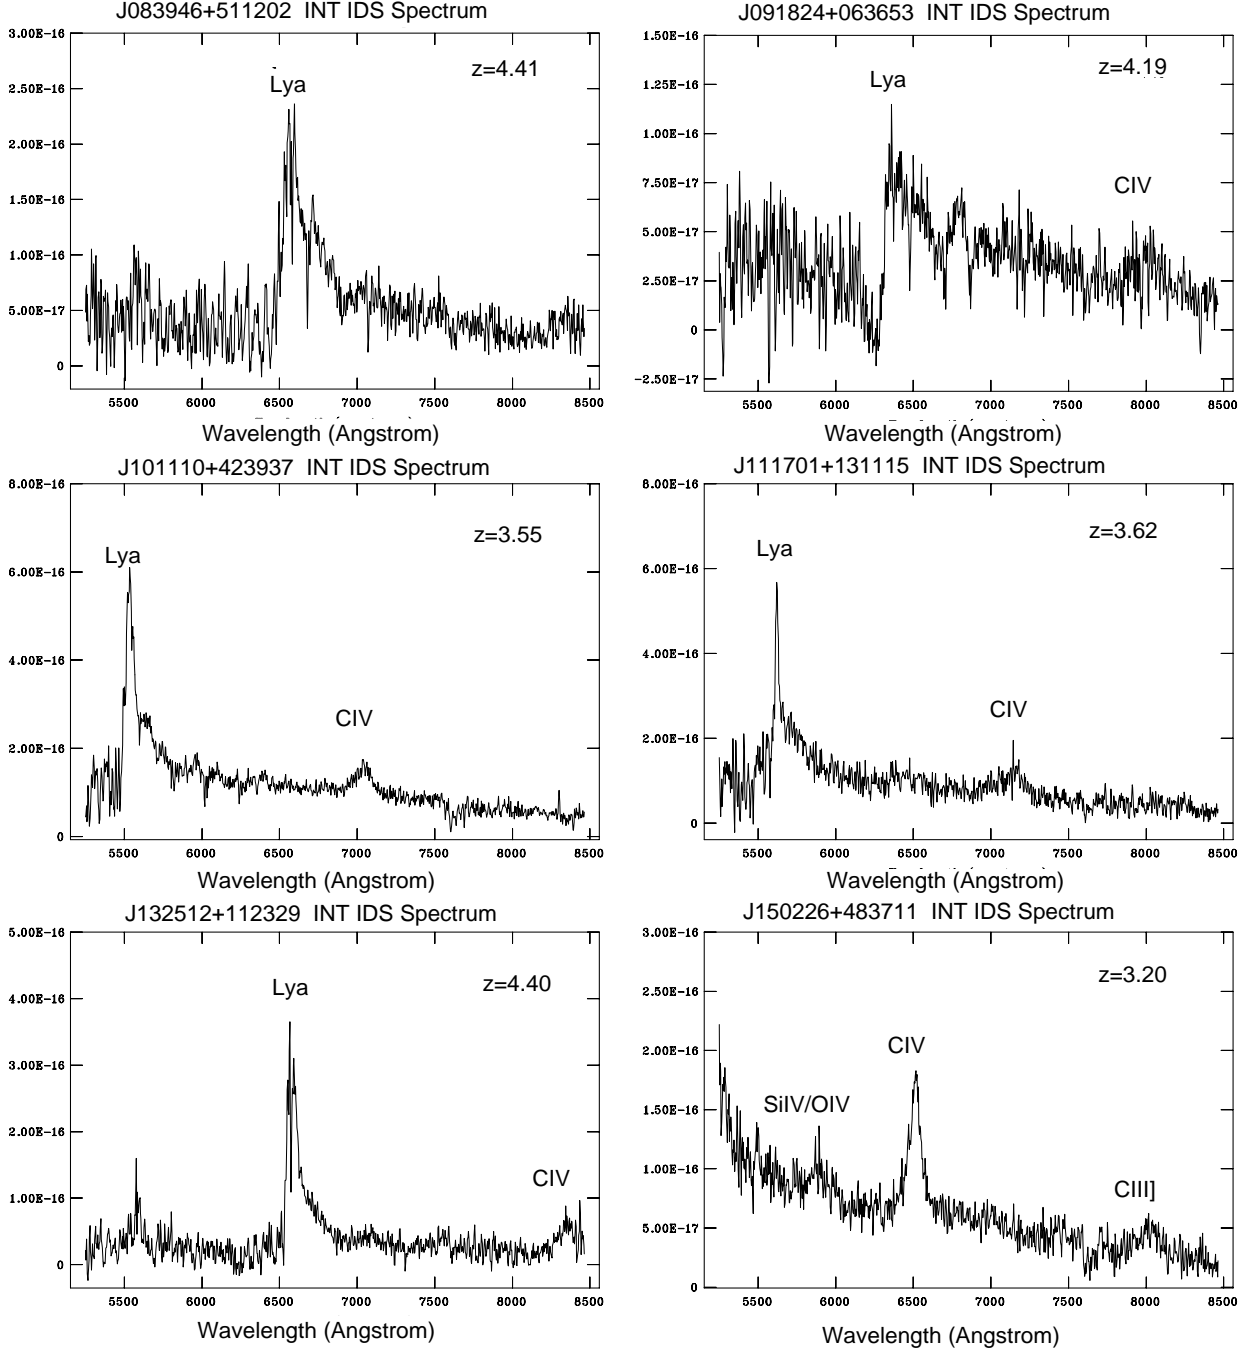 J083946+511202 INT IDS Spectrum
3.00E-16
2.50E-16
2.00E-16
1.50E-16
1.00E-16
5.00E-17
0
Lya
z=4.41
5500 6000 6500 7000 7500 8000 8500
Wavelength (Angstrom)
J091824+063653 INT IDS Spectrum
1.50E-16
1.25E-16
1.00E-16
7.50E-17
5.00E-17
2.50E-17
0
-2.50E-17
Lya
z=4.19
CIV
5500 6000 6500 7000 7500 8000 8500
Wavelength (Angstrom)
J101110+423937 INT IDS Spectrum
8.00E-16
6.00E-16
4.00E-16
2.00E-16
0
Lya
z=3.55
CIV
5500 6000 6500 7000 7500 8000 8500
Wavelength (Angstrom)
J111701+131115 INT IDS Spectrum
8.00E-16
6.00E-16
4.00E-16
2.00E-16
0
Lya
z=3.62
CIV
5500 6000 6500 7000 7500 8000 8500
Wavelength (Angstrom)
J132512+112329 INT IDS Spectrum
5.00E-16
4.00E-16
3.00E-16
2.00E-16
1.00E-16
0
Lya
z=4.40
CIV
5500 6000 6500 7000 7500 8000 8500
Wavelength (Angstrom)
J150226+483711 INT IDS Spectrum
3.00E-16
2.50E-16
2.00E-16
1.50E-16
1.00E-16
5.00E-17
0
z=3.20
CIV
SiIV/OIV
CIII]
5500 6000 6500 7000 7500 8000 8500
Wavelength (Angstrom)